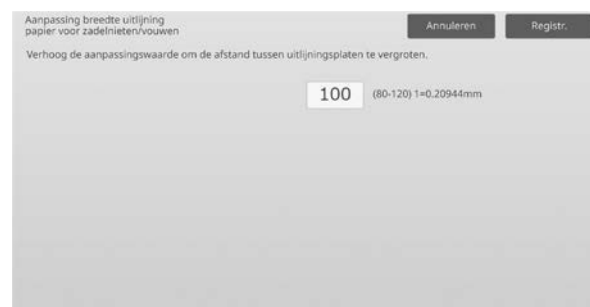 Aanpassing breedte uitlijning
papier voor zadelnieten/vouwen
Annuleren
Registr.
Verhoog de aanpassingswaarde om de afstand tussen uitlijningsplaten te vergroten.
100 (80-120) 1=0.20944mm